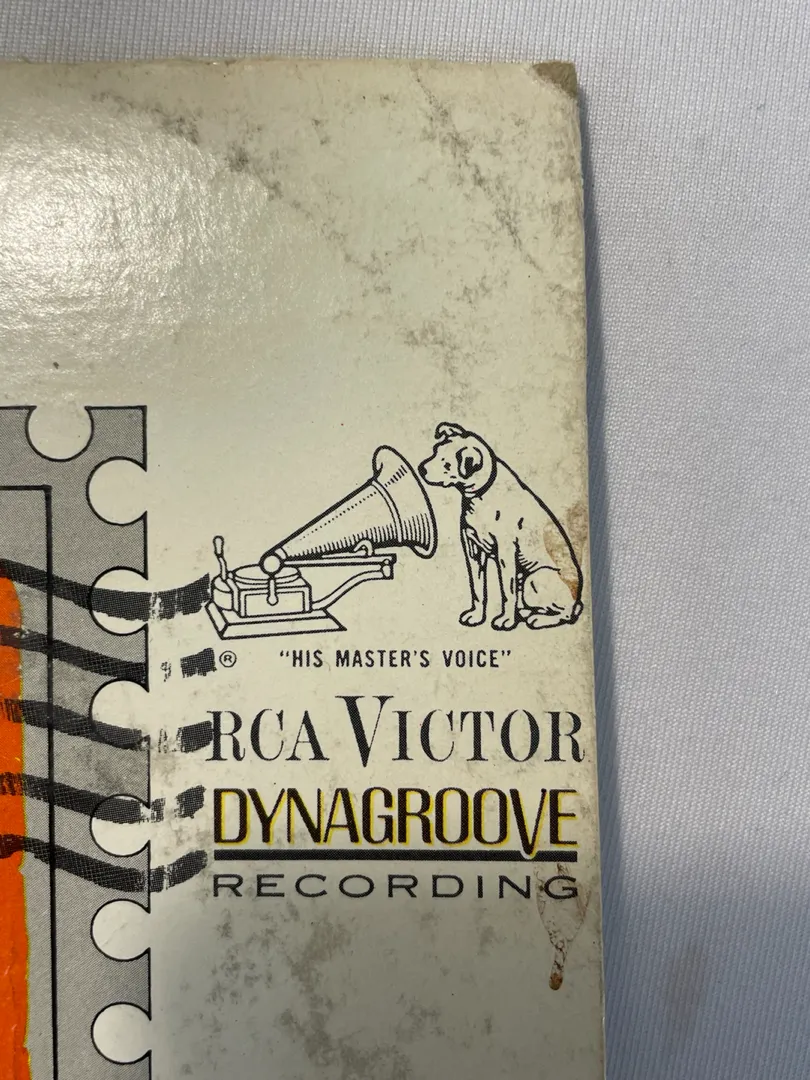 ® "HIS MASTER'S VOICE"
RCA VICTOR
DYNAGROOVE
RECORDING